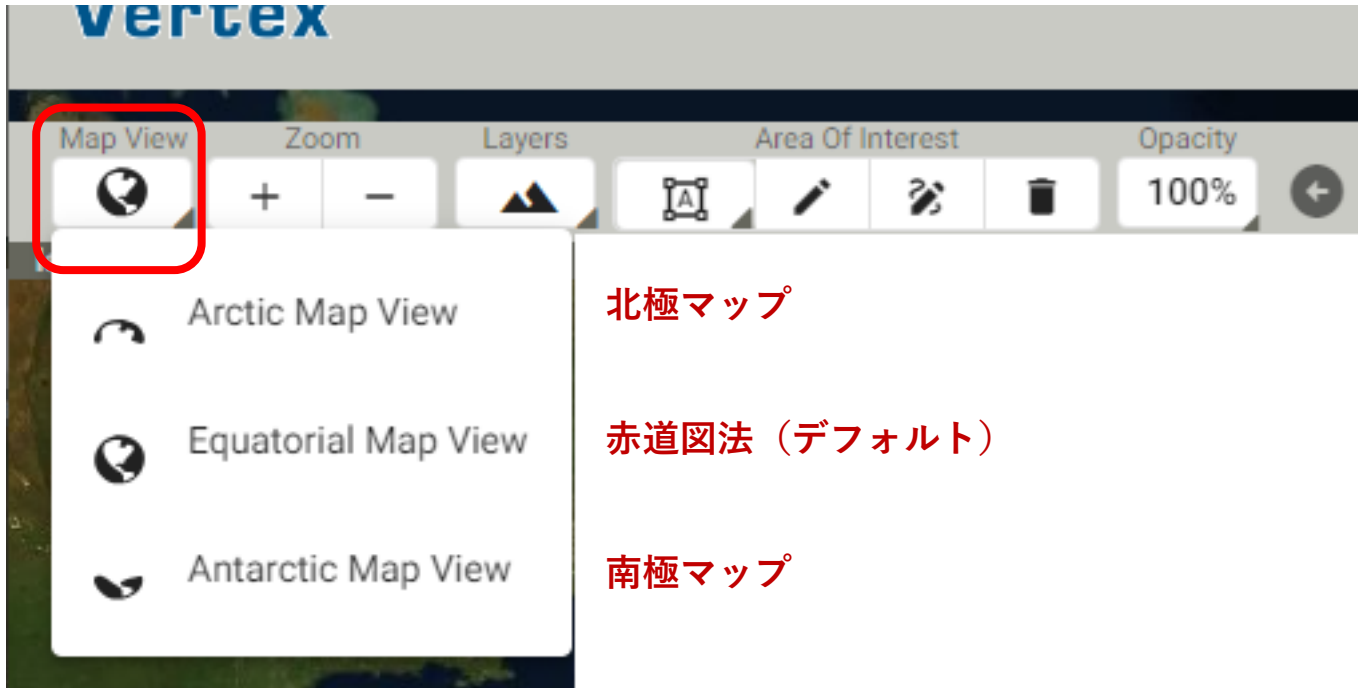 Vertex
Map View Zoom Layers Area Of Interest Opacity
A 100%
Arctic Map View 北極マップ
Equatorial Map View 赤道図法（デフォルト）
Antarctic Map View 南極マップ